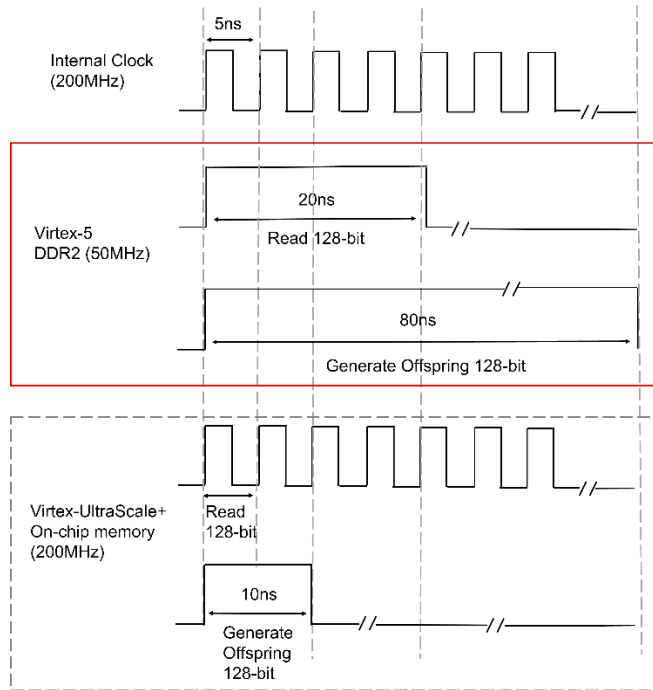 5ns
Internal Clock
(200MHz)
20ns
Read 128-bit
Virtex-5
DDR2 (50MHz)
80ns
Generate Offspring 128-bit
Virtex-UltraScale+
On-chip memory
(200MHz)
Read
128-bit
10ns
Generate
Offspring
128-bit